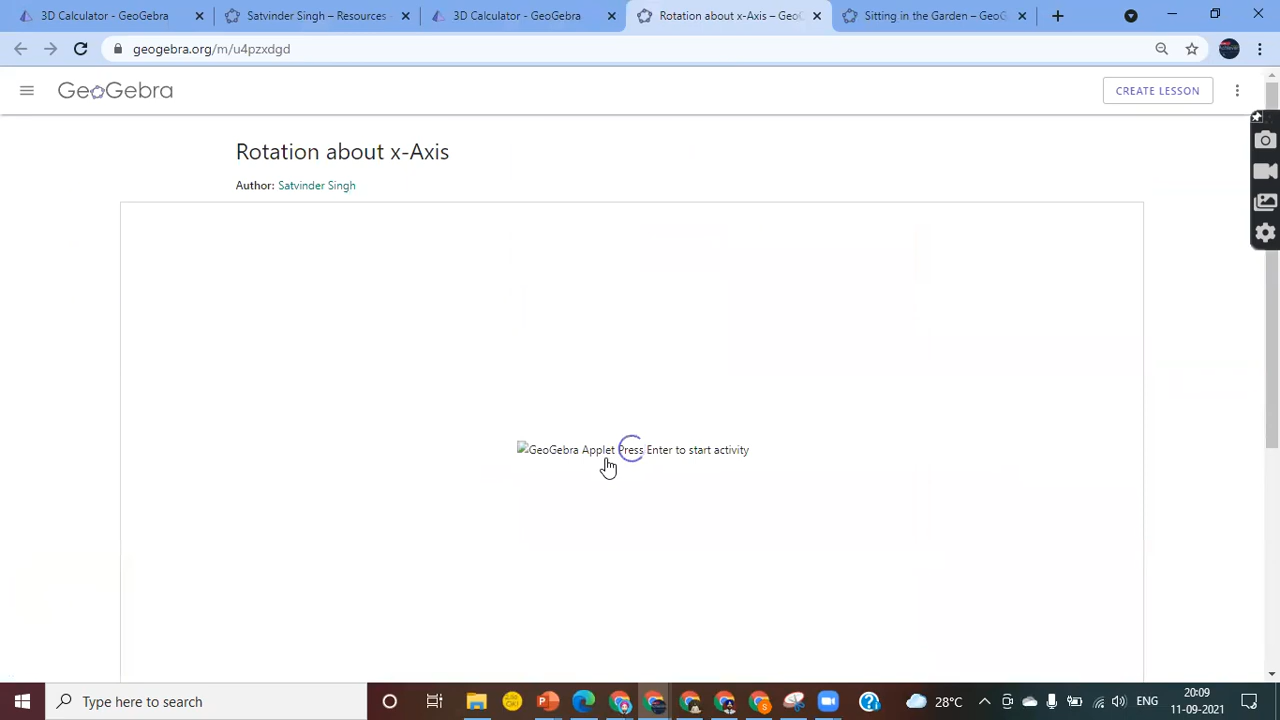 3D Calculator - GeoGebra
Satvinder Singh – Resources
3D Calculator - GeoGebra
Rotation about x-Axis – GeoG
Sitting in the Garden – GeoG
geogebra.org/m/u4pzxdgd
GeoGebra
CREATE LESSON
Rotation about x-Axis
Author: Satvinder Singh
GeoGebra Applet Press Enter to start activity
Type here to search
28°C
ENG
20:09
11-09-2021